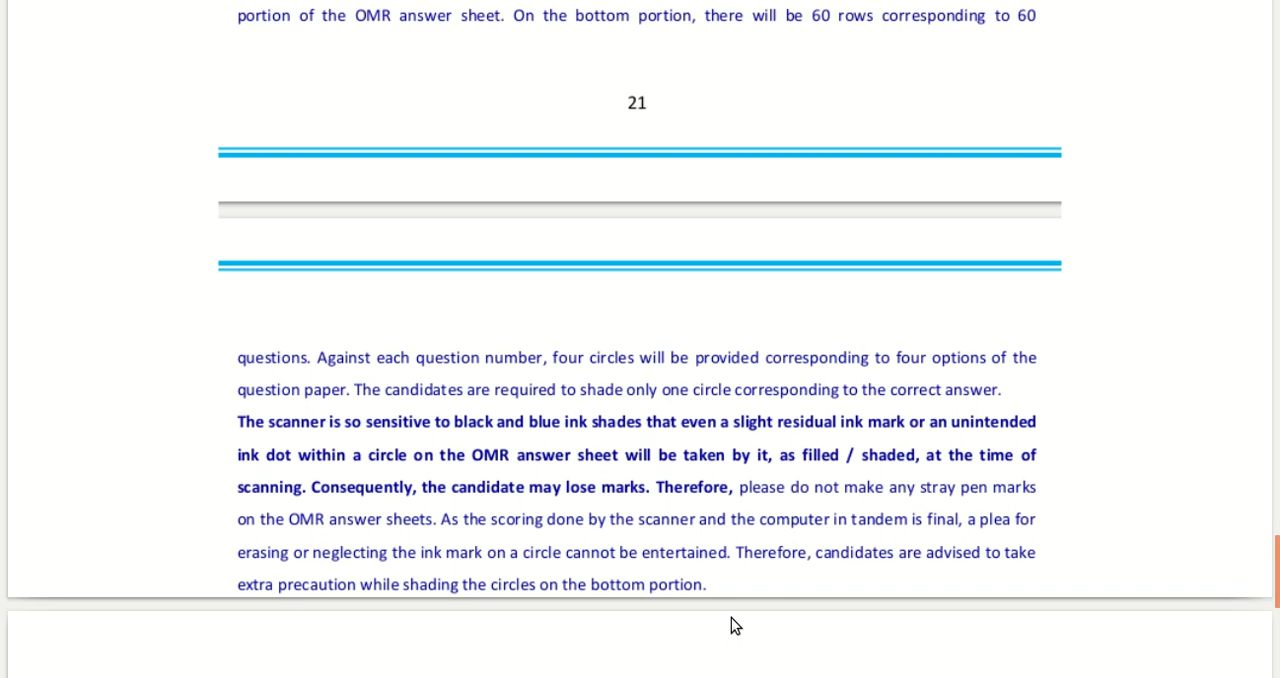 portion of the OMR answer sheet. On the bottom portion, there will be 60 rows corresponding to 60
21
questions. Against each question number, four circles will be provided corresponding to four options of the
question paper. The candidates are required to shade only one circle corresponding to the correct answer.
The scanner is so sensitive to black and blue ink shades that even a slight residual ink mark or an unintended
ink dot within a circle on the OMR answer sheet will be taken by it, as filled / shaded, at the time of
scanning. Consequently, the candidate may lose marks. Therefore, please do not make any stray pen marks
on the OMR answer sheets. As the scoring done by the scanner and the computer in tandem is final, a plea for
erasing or neglecting the ink mark on a circle cannot be entertained. Therefore, candidates are advised to take
extra precaution while shading the circles on the bottom portion.